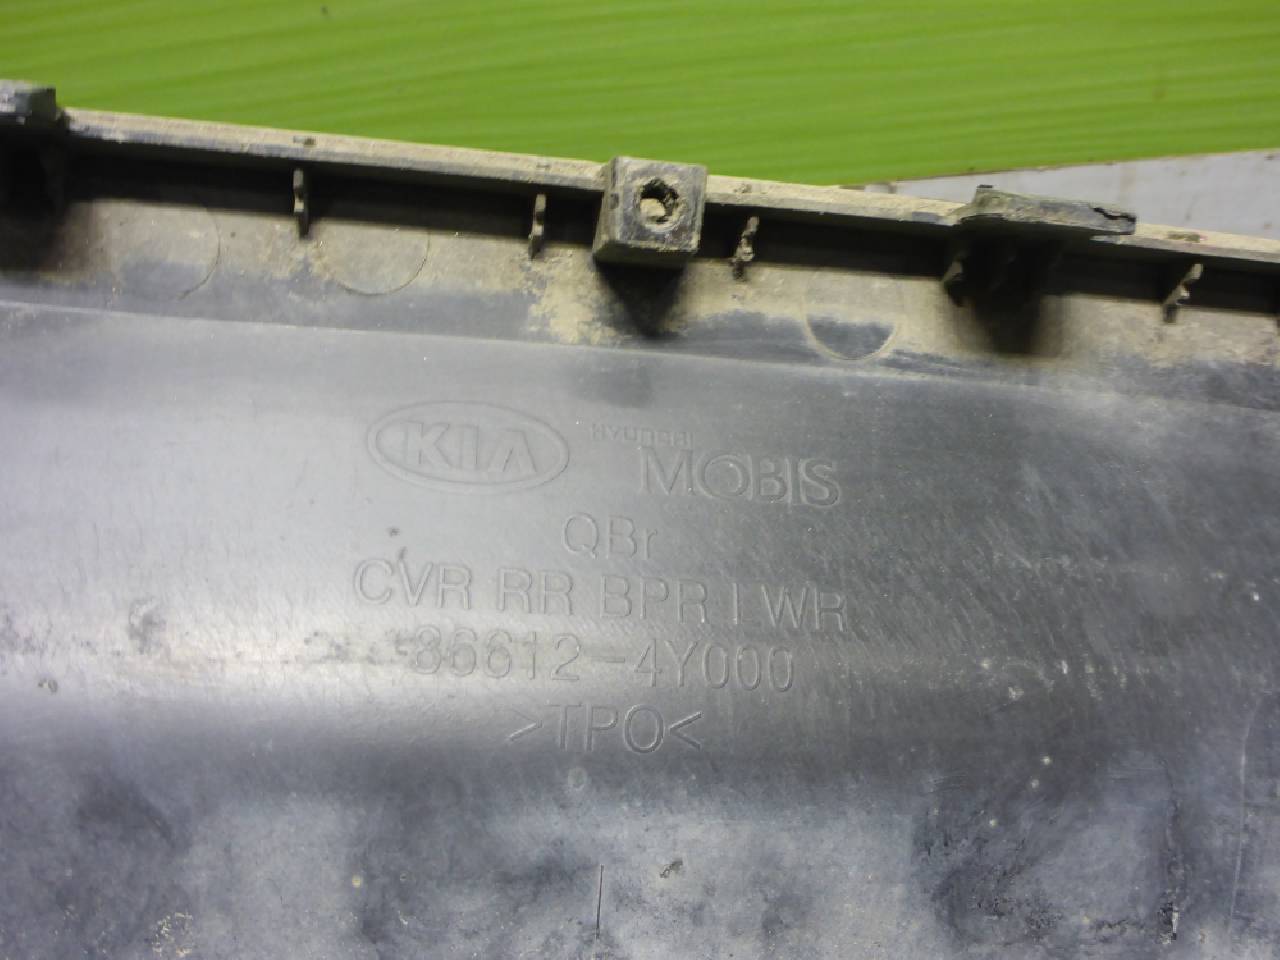 KIA HYUNDAI MOBIS
QBr
CVR RR BPR LWR
86612-4Y000
>TPO<